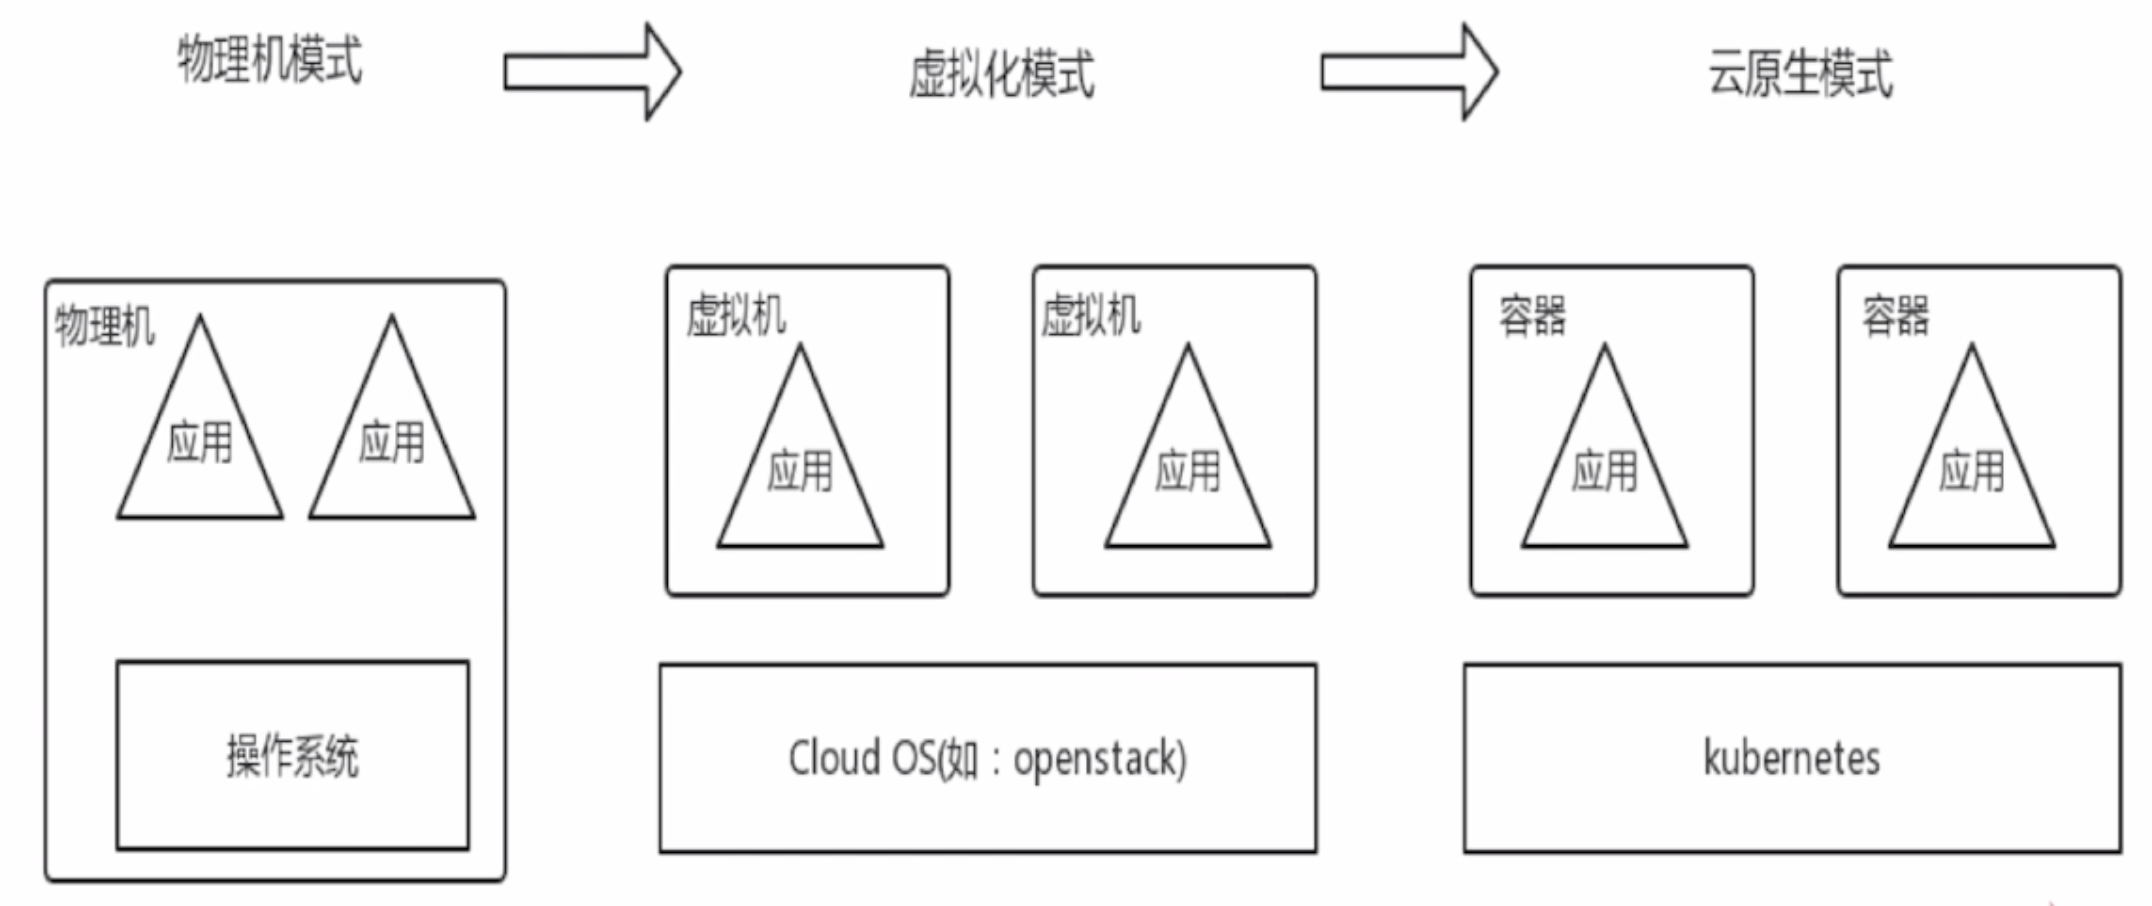 物理机模式
虚拟化模式
云原生模式
物理机
应用
应用
操作系统
虚拟机
应用
虚拟机
应用
Cloud OS(如：openstack)
容器
应用
容器
应用
kubernetes